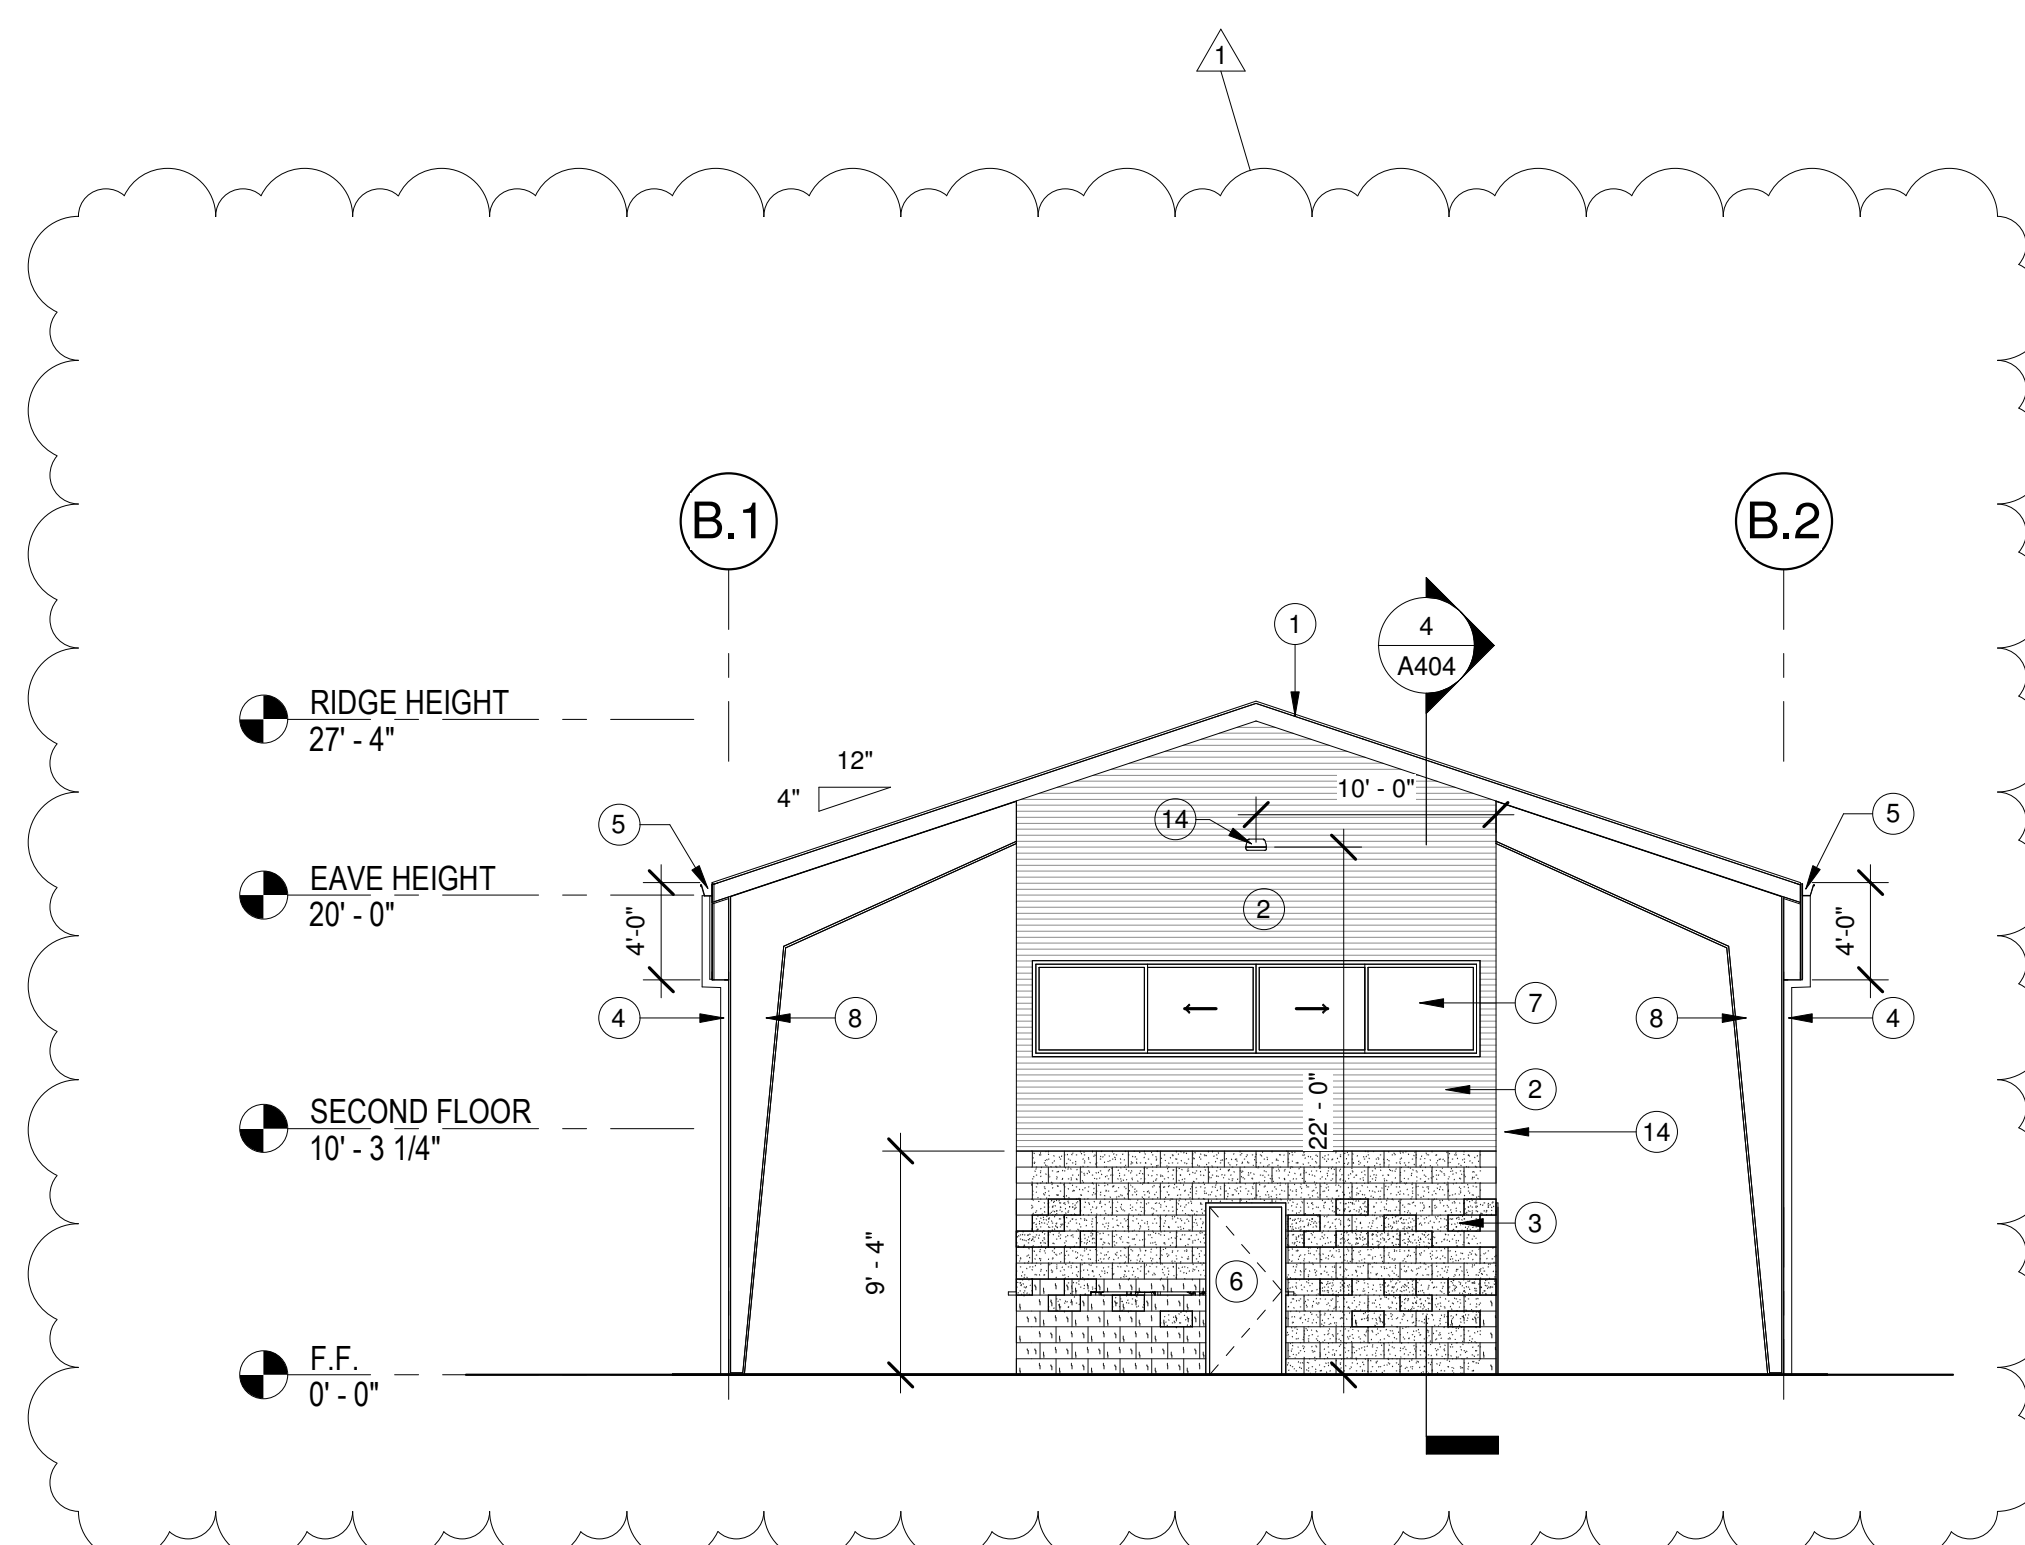 1
B.1
B.2
1
4
A404
RIDGE HEIGHT
27' - 4"
12"
4"
10' - 0"
14
5
5
EAVE HEIGHT
20' - 0"
2
4'-0"
4'-0"
7
4
8
8
4
2
22' - 0"
SECOND FLOOR
10' - 3 1/4"
14
3
9' - 4"
6
F.F.
0' - 0"